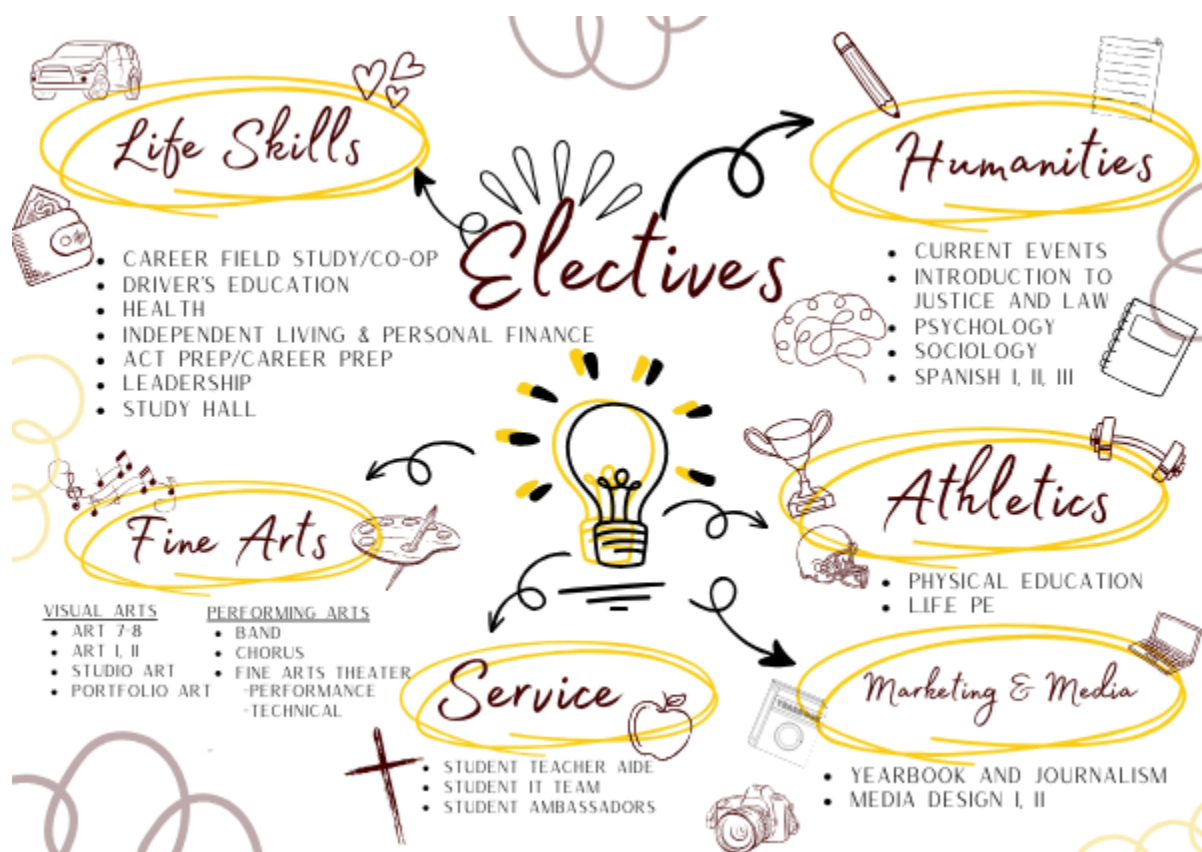 Electives
Life Skills
• CAREER FIELD STUDY/CO-OP
• DRIVER'S EDUCATION
• HEALTH
• INDEPENDENT LIVING & PERSONAL FINANCE
• ACT PREP/CAREER PREP
• LEADERSHIP
• STUDY HALL
Humanities
• CURRENT EVENTS
• INTRODUCTION TO
JUSTICE AND LAW
• PSYCHOLOGY
• SOCIOLOGY
• SPANISH I, II, III
Fine Arts
VISUAL ARTS
• ART 7-8
• ART I, II
• STUDIO ART
• PORTFOLIO ART
PERFORMING ARTS
• BAND
• CHORUS
• FINE ARTS THEATER
-PERFORMANCE
-TECHNICAL
Athletics
• PHYSICAL EDUCATION
• L.I.F.E PE
Service
• STUDENT TEACHER AIDE
• STUDENT IT TEAM
• STUDENT AMBASSADORS
Marketing & Media
YEARBOOK
• YEARBOOK AND JOURNALISM
• MEDIA DESIGN I, II